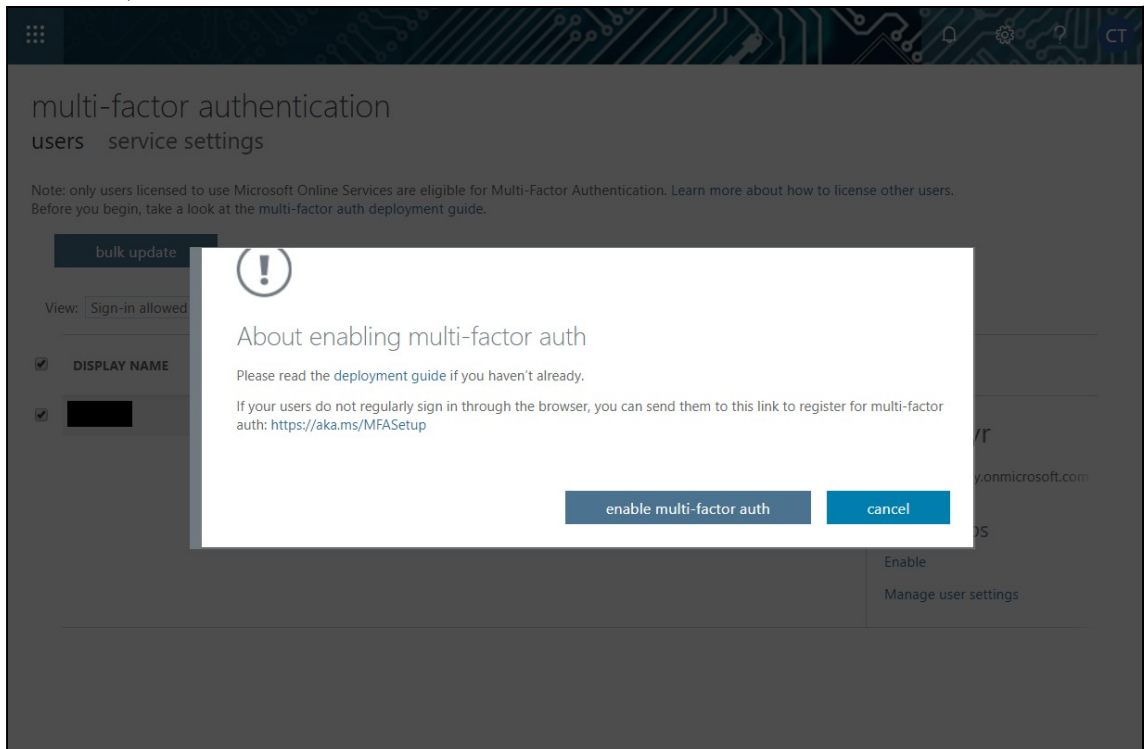 CT
multi-factor authentication
users service settings
Note: only users licensed to use Microsoft Online Services are eligible for Multi-Factor Authentication. Learn more about how to license other users.
Before you begin, take a look at the multi-factor auth deployment guide.
bulk update
View: Sign-in allowed
DISPLAY NAME
!
About enabling multi-factor auth
Please read the deployment guide if you haven't already.
If your users do not regularly sign in through the browser, you can send them to this link to register for multi-factor
auth: https://aka.ms/MFASetup
enable multi-factor auth cancel
y.onmicrosoft.com
Enable
Manage user settings